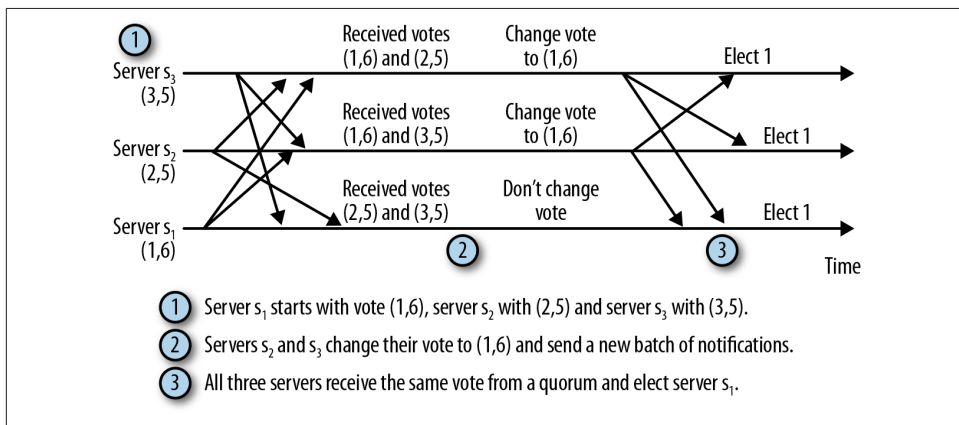 1
Received votes
(1,6) and (2,5)
Change vote
to (1,6)
Elect 1
Server s₃
(3,5)
Received votes
(1,6) and (3,5)
Change vote
to (1,6)
Elect 1
Server s₂
(2,5)
Received votes
(2,5) and (3,5)
Don’t change
vote
Elect 1
Server s₁
(1,6)
2
3
Time
1 Server s₁ starts with vote (1,6), server s₂ with (2,5) and server s₃ with (3,5).
2 Servers s₂ and s₃ change their vote to (1,6) and send a new batch of notifications.
3 All three servers receive the same vote from a quorum and elect server s₁.